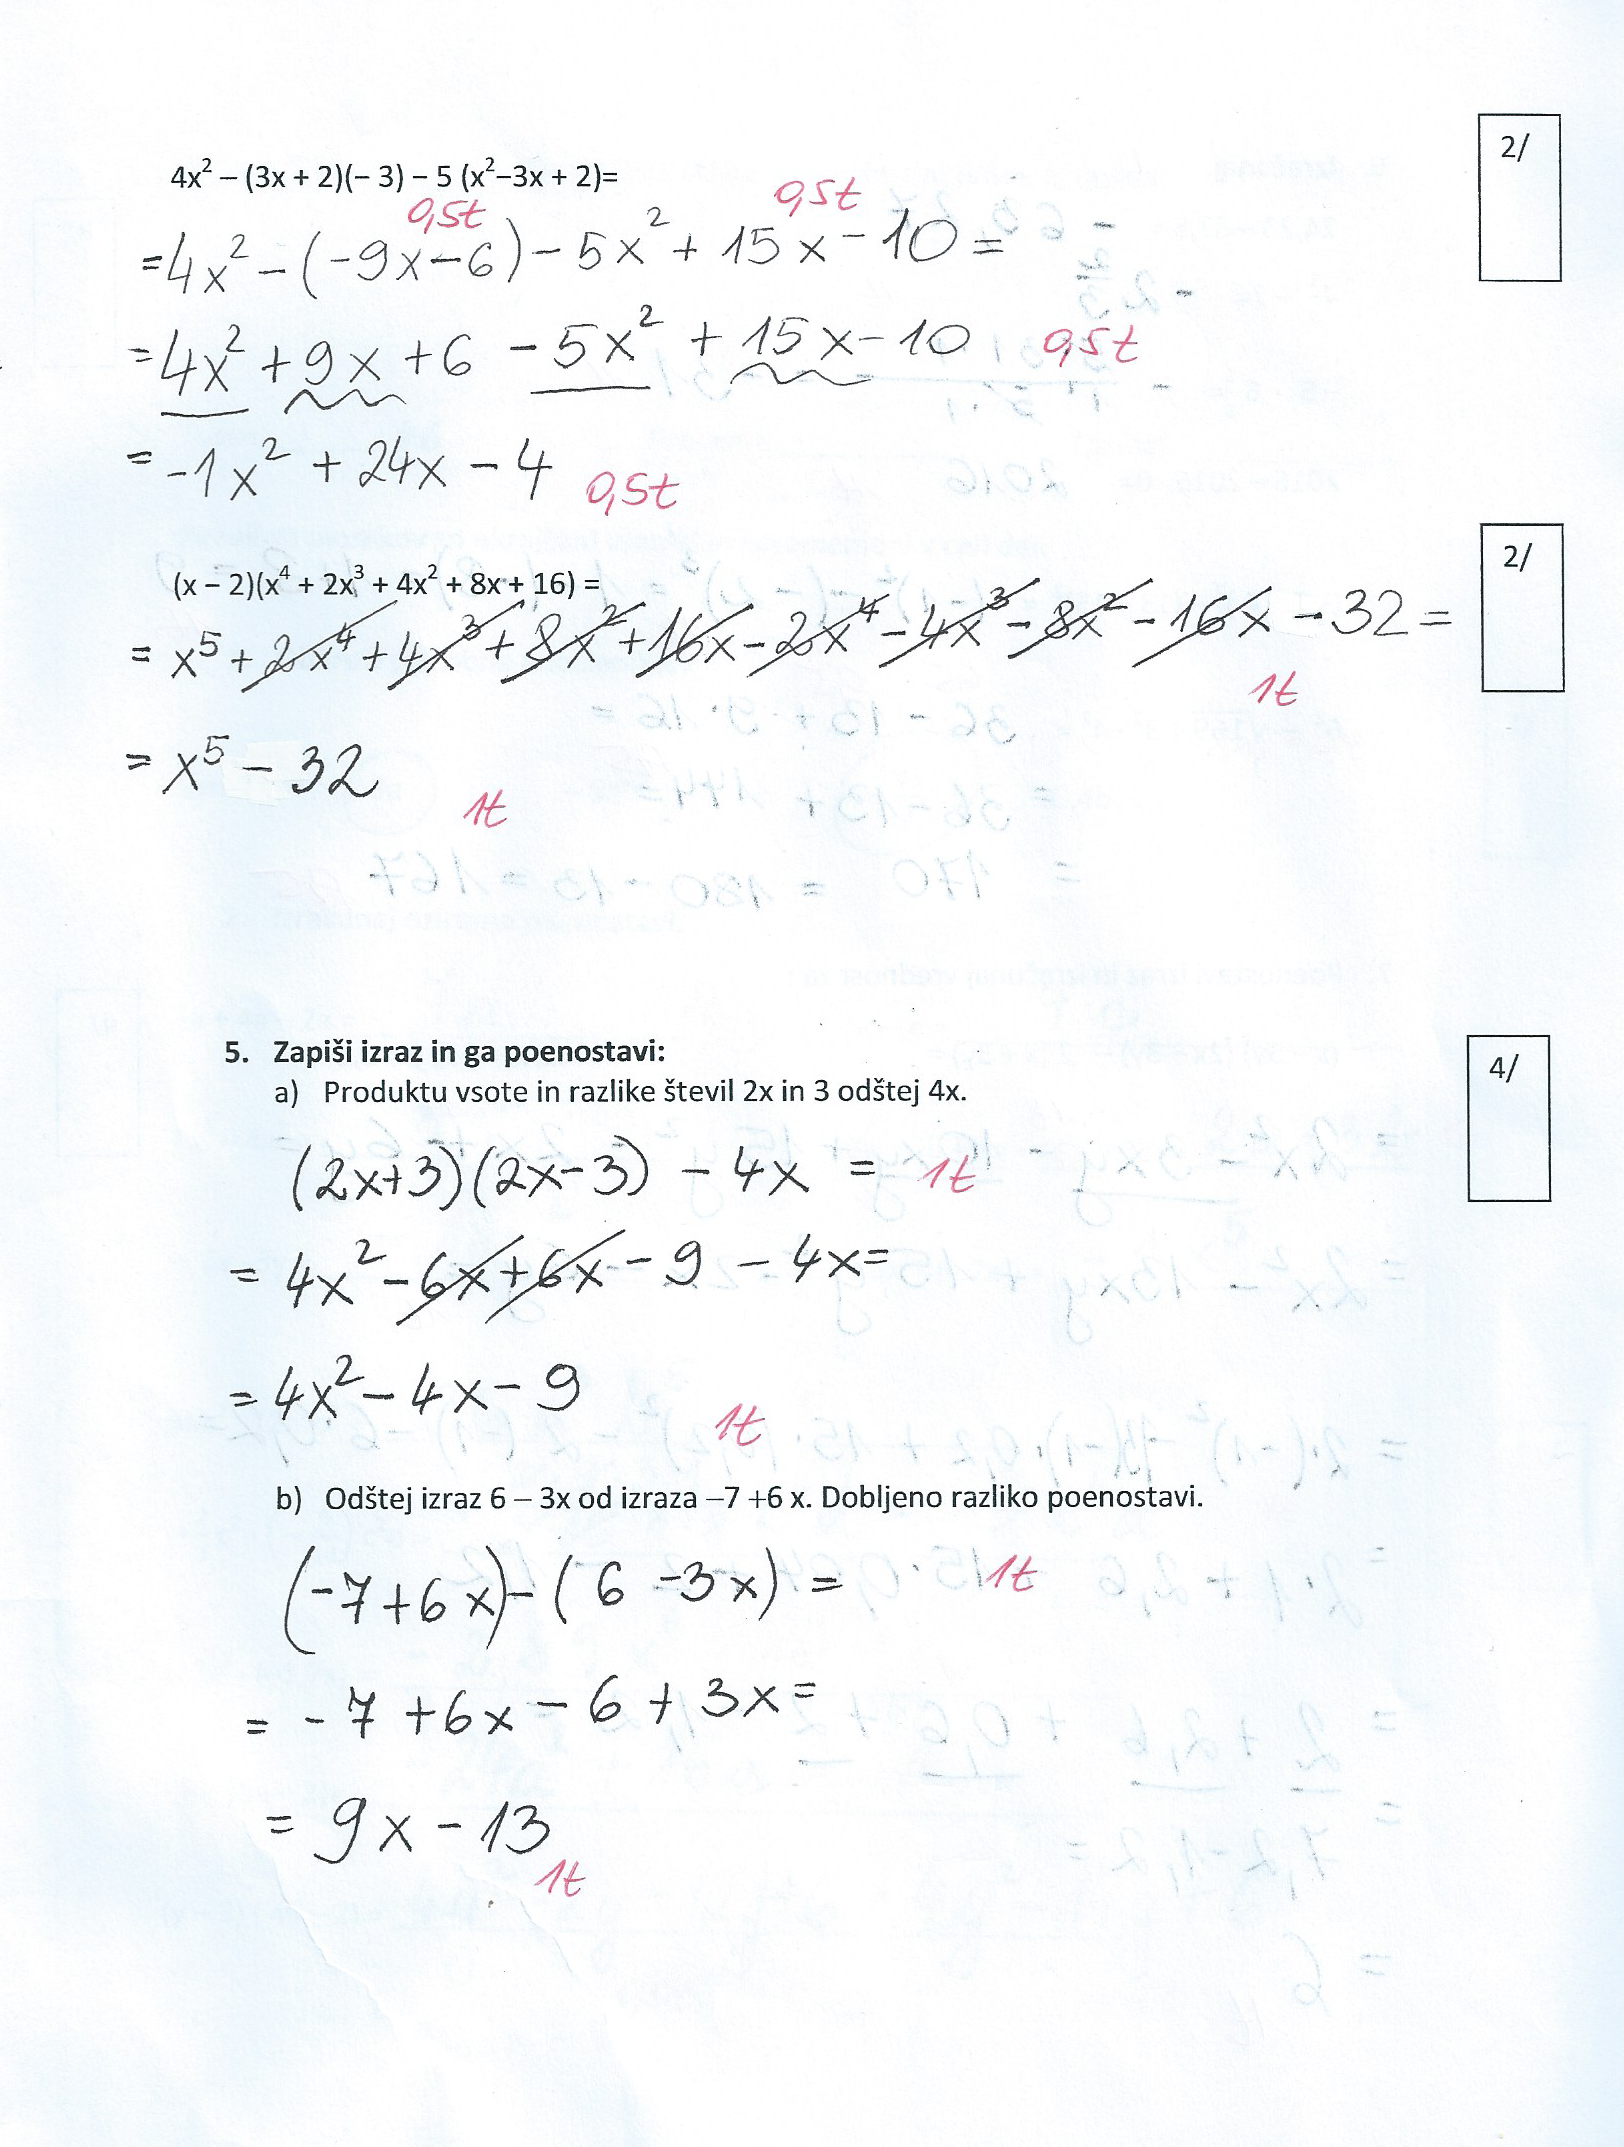 2/
4x² – (3x + 2)(– 3) – 5 (x²–3x + 2)=
0,5t 0,5t
=4x² – (-9x-6) – 5x² + 15x – 10 =
=4x² + 9x + 6 – 5x² + 15x – 10 0,5t
= -1x² + 24x – 4 0,5t
2/
(x – 2)(x⁴ + 2x³ + 4x² + 8x + 16) =
= x⁵ + 2x⁴ + 4x³ + 8x² + 16x – 2x⁴ – 4x³ – 8x² – 16x – 32 =
1t
= x⁵ – 32
1t
4/
5. Zapiši izraz in ga poenostavi:
a) Produktu vsote in razlike števil 2x in 3 odštej 4x.
(2x+3)(2x-3) – 4x = 1t
= 4x² – 6x + 6x – 9 – 4x=
= 4x² – 4x – 9
1t
b) Odštej izraz 6 – 3x od izraza –7 +6 x. Dobljeno razliko poenostavi.
(-7+6x)-(6 -3x) = 1t
= -7 +6x – 6 + 3x =
= 9x – 13
1t